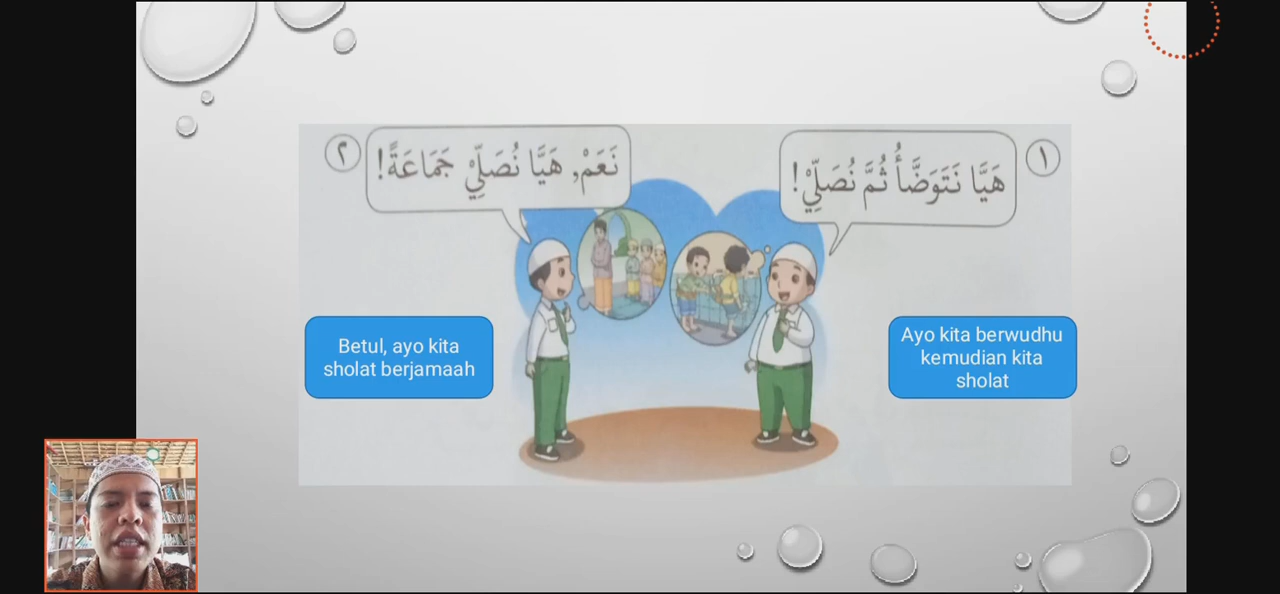 ١
هَيَّا نَتَوَضَّأُ ثُمَّ نُصَلِّيْ!
٢
نَعَمْ, هَيَّا نُصَلِّيْ جَمَاعَةً!
Ayo kita berwudhu
kemudian kita
sholat
Betul, ayo kita
sholat berjamaah